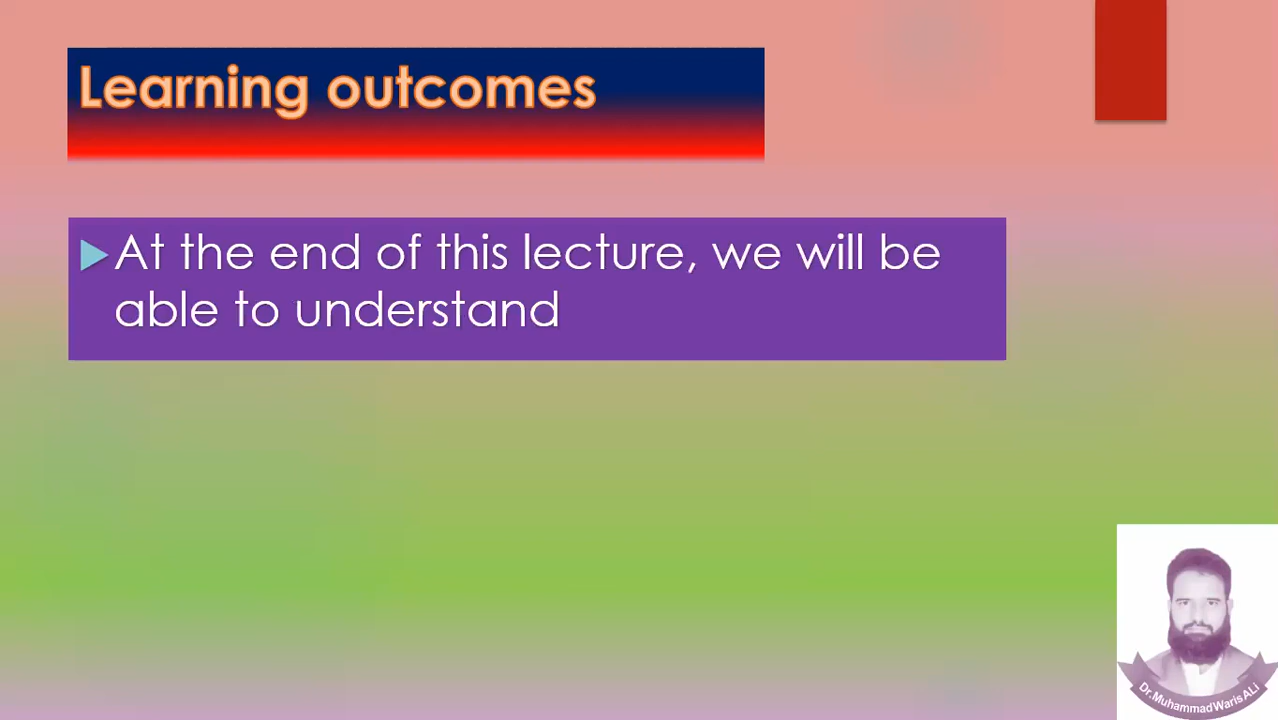 Learning outcomes
At the end of this lecture, we will be
able to understand
Dr.MuhammadWarisALi